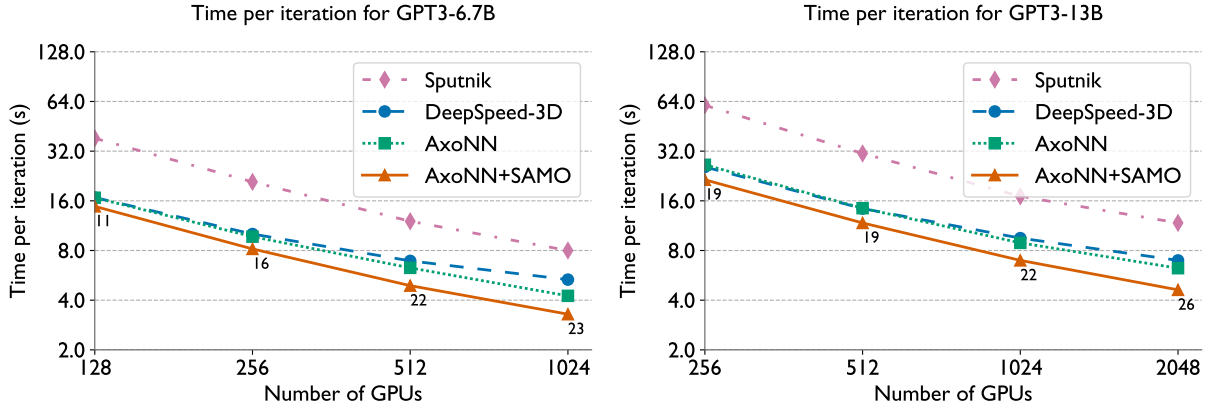 Time per iteration for GPT3-6.7B
128.0
64.0
32.0
16.0
8.0
4.0
2.0
Time per iteration (s)
Sputnik
DeepSpeed-3D
AxoNN
AxoNN+SAMO
11
16
22
23
128
256
512
1024
Number of GPUs
Time per iteration for GPT3-13B
128.0
64.0
32.0
16.0
8.0
4.0
2.0
Time per iteration (s)
Sputnik
DeepSpeed-3D
AxoNN
AxoNN+SAMO
19
19
22
26
256
512
1024
2048
Number of GPUs